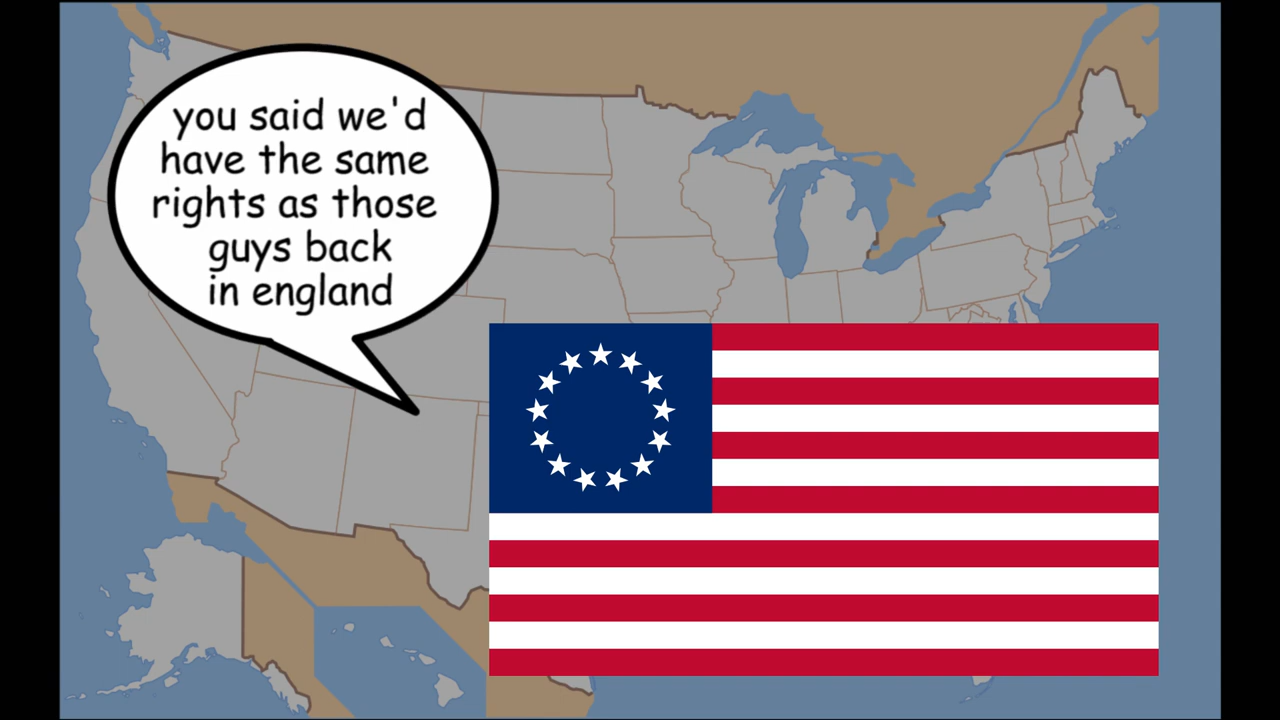 you said we'd
have the same
rights as those
guys back
in england